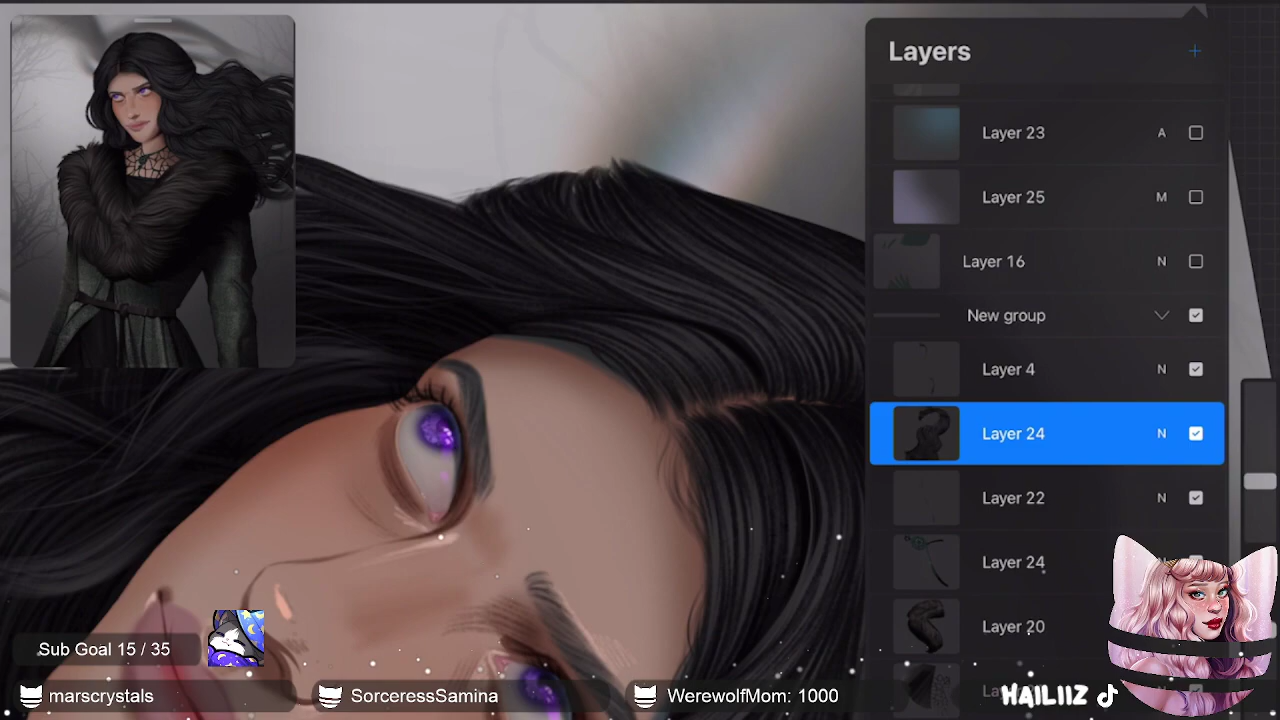 Layers
Layer 23 A
Layer 25 M
Layer 16 N
New group
Layer 4 N
Layer 24 N
Layer 22 N
Layer 24
Layer 20
Sub Goal 15 / 35
marscrystals SorceressSamina WerewolfMom: 1000 HAILIIZ